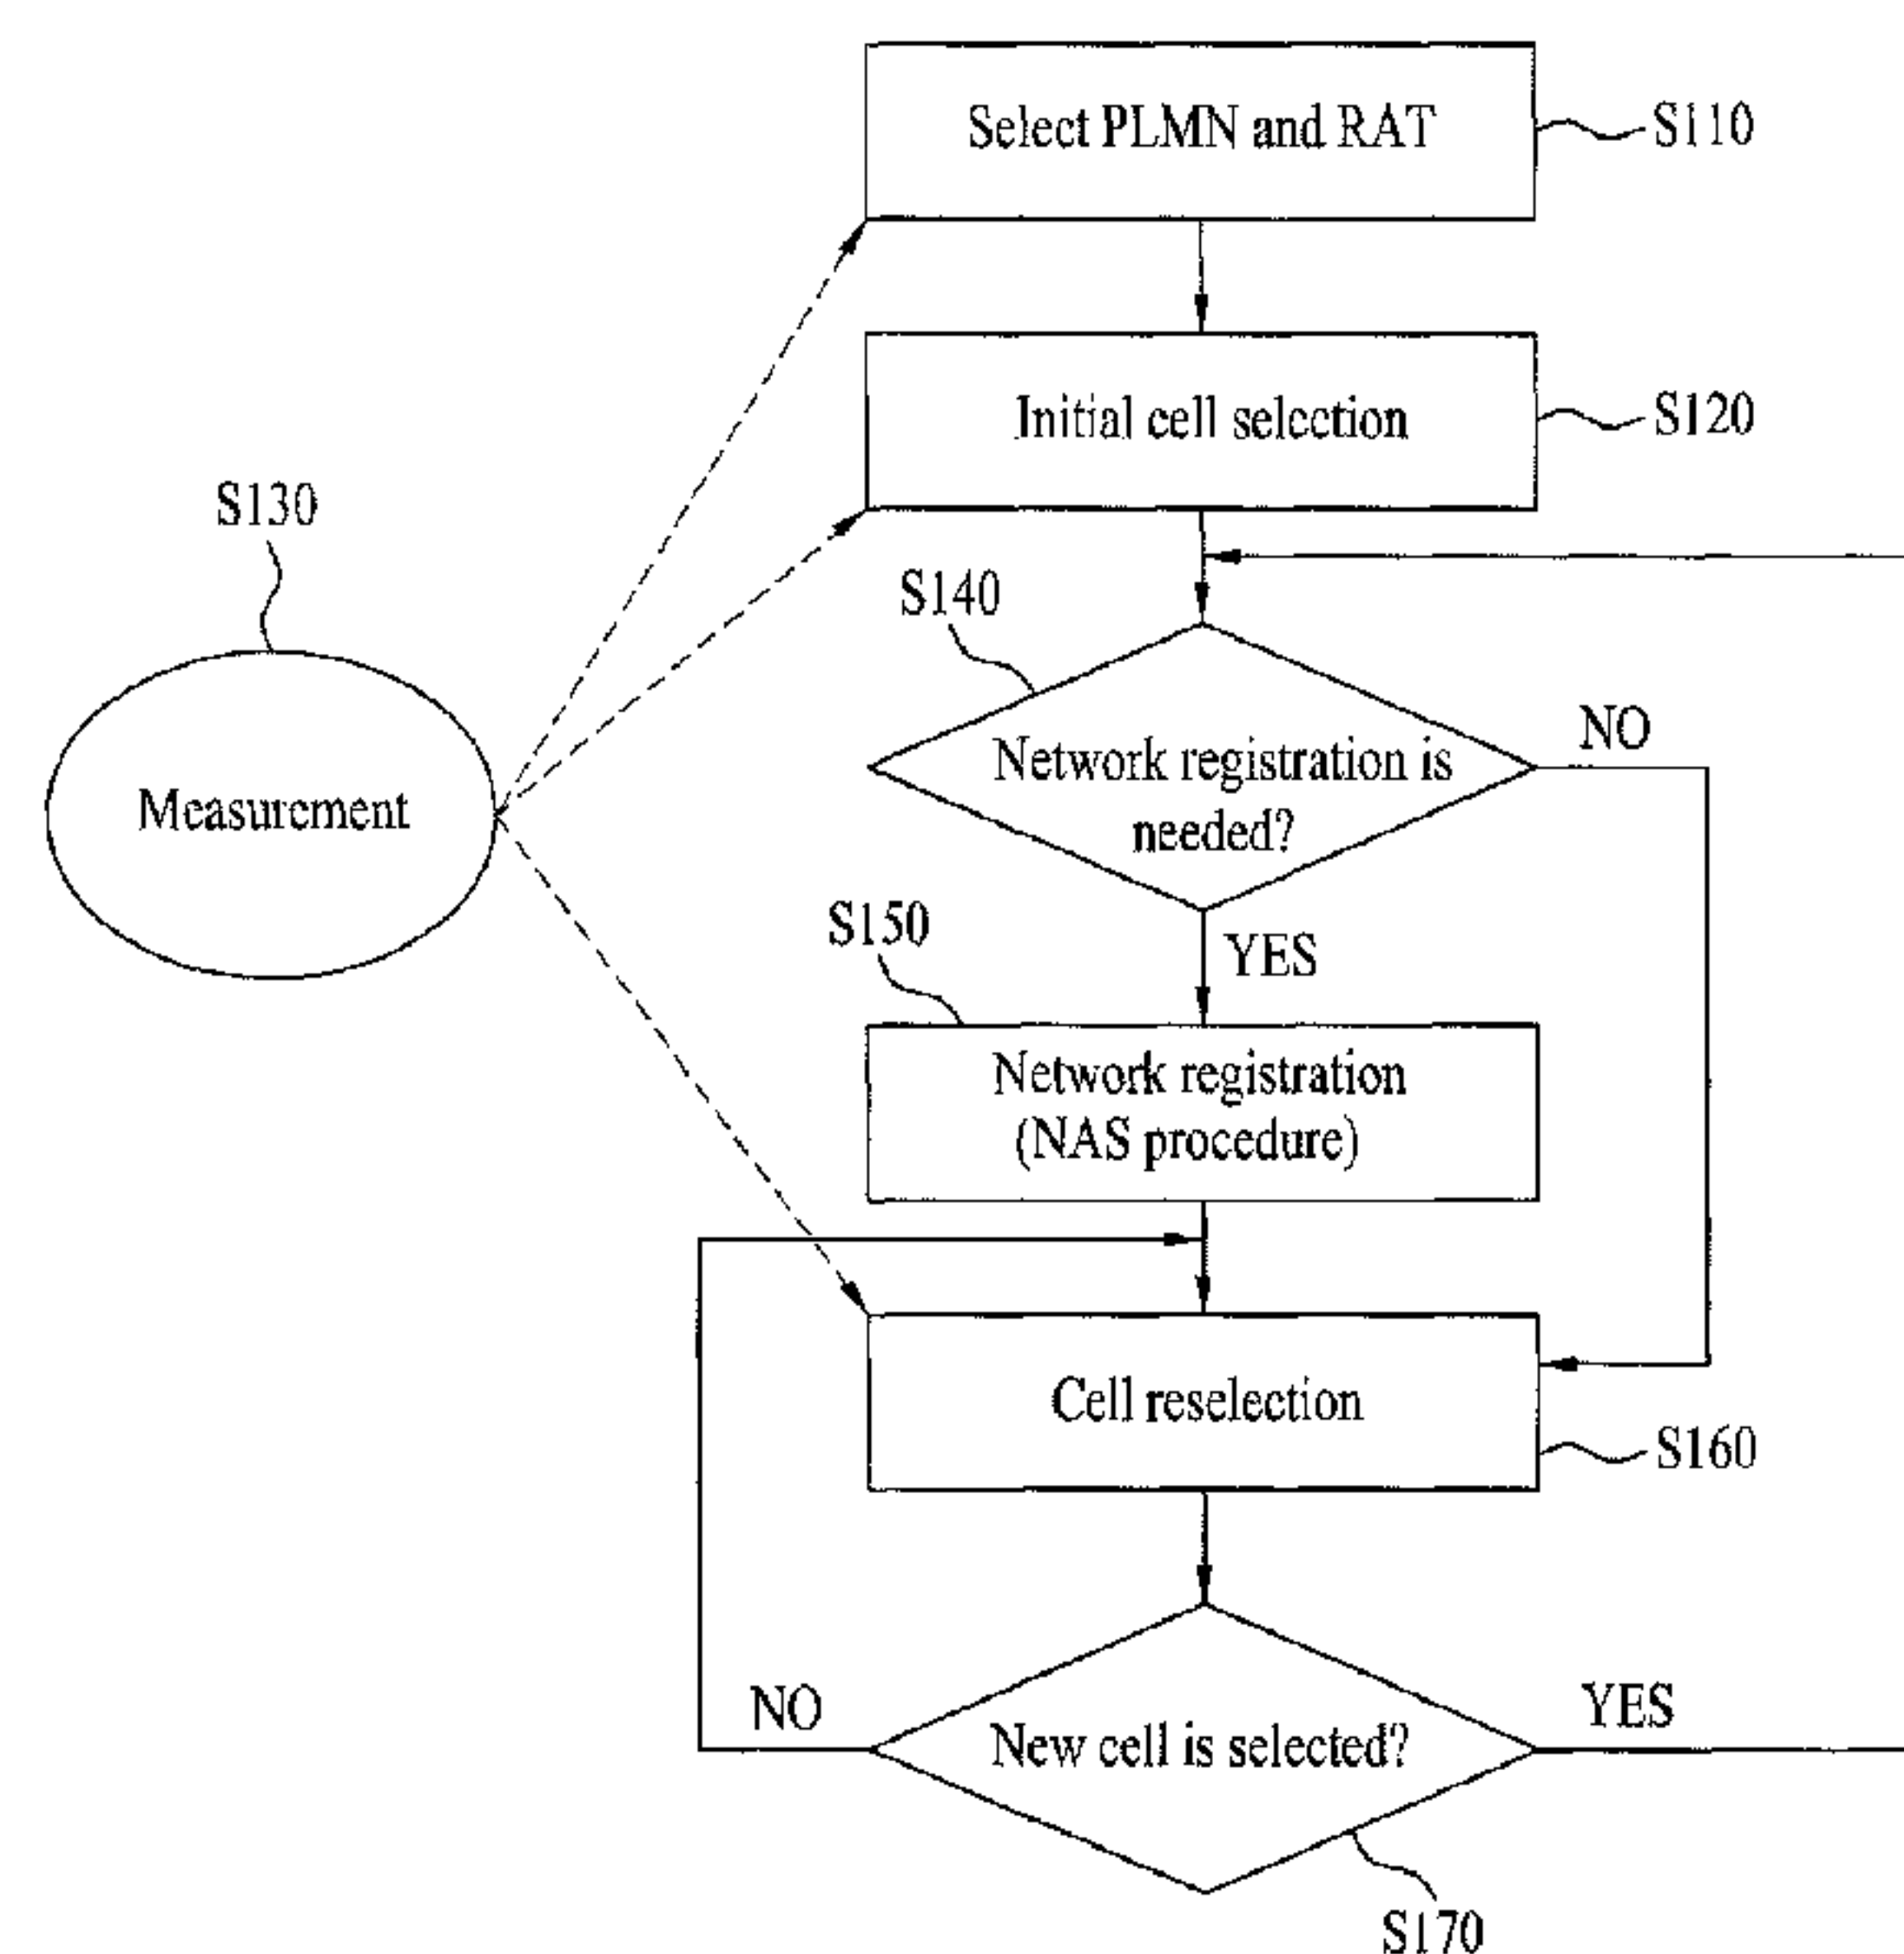 Select PLMN and RAT
S110
Initial cell selection
S120
S130
Measurement
S140
Network registration is
needed?
NO
YES
S150
Network registration
(NAS procedure)
Cell reselection
S160
NO
New cell is selected?
YES
S170